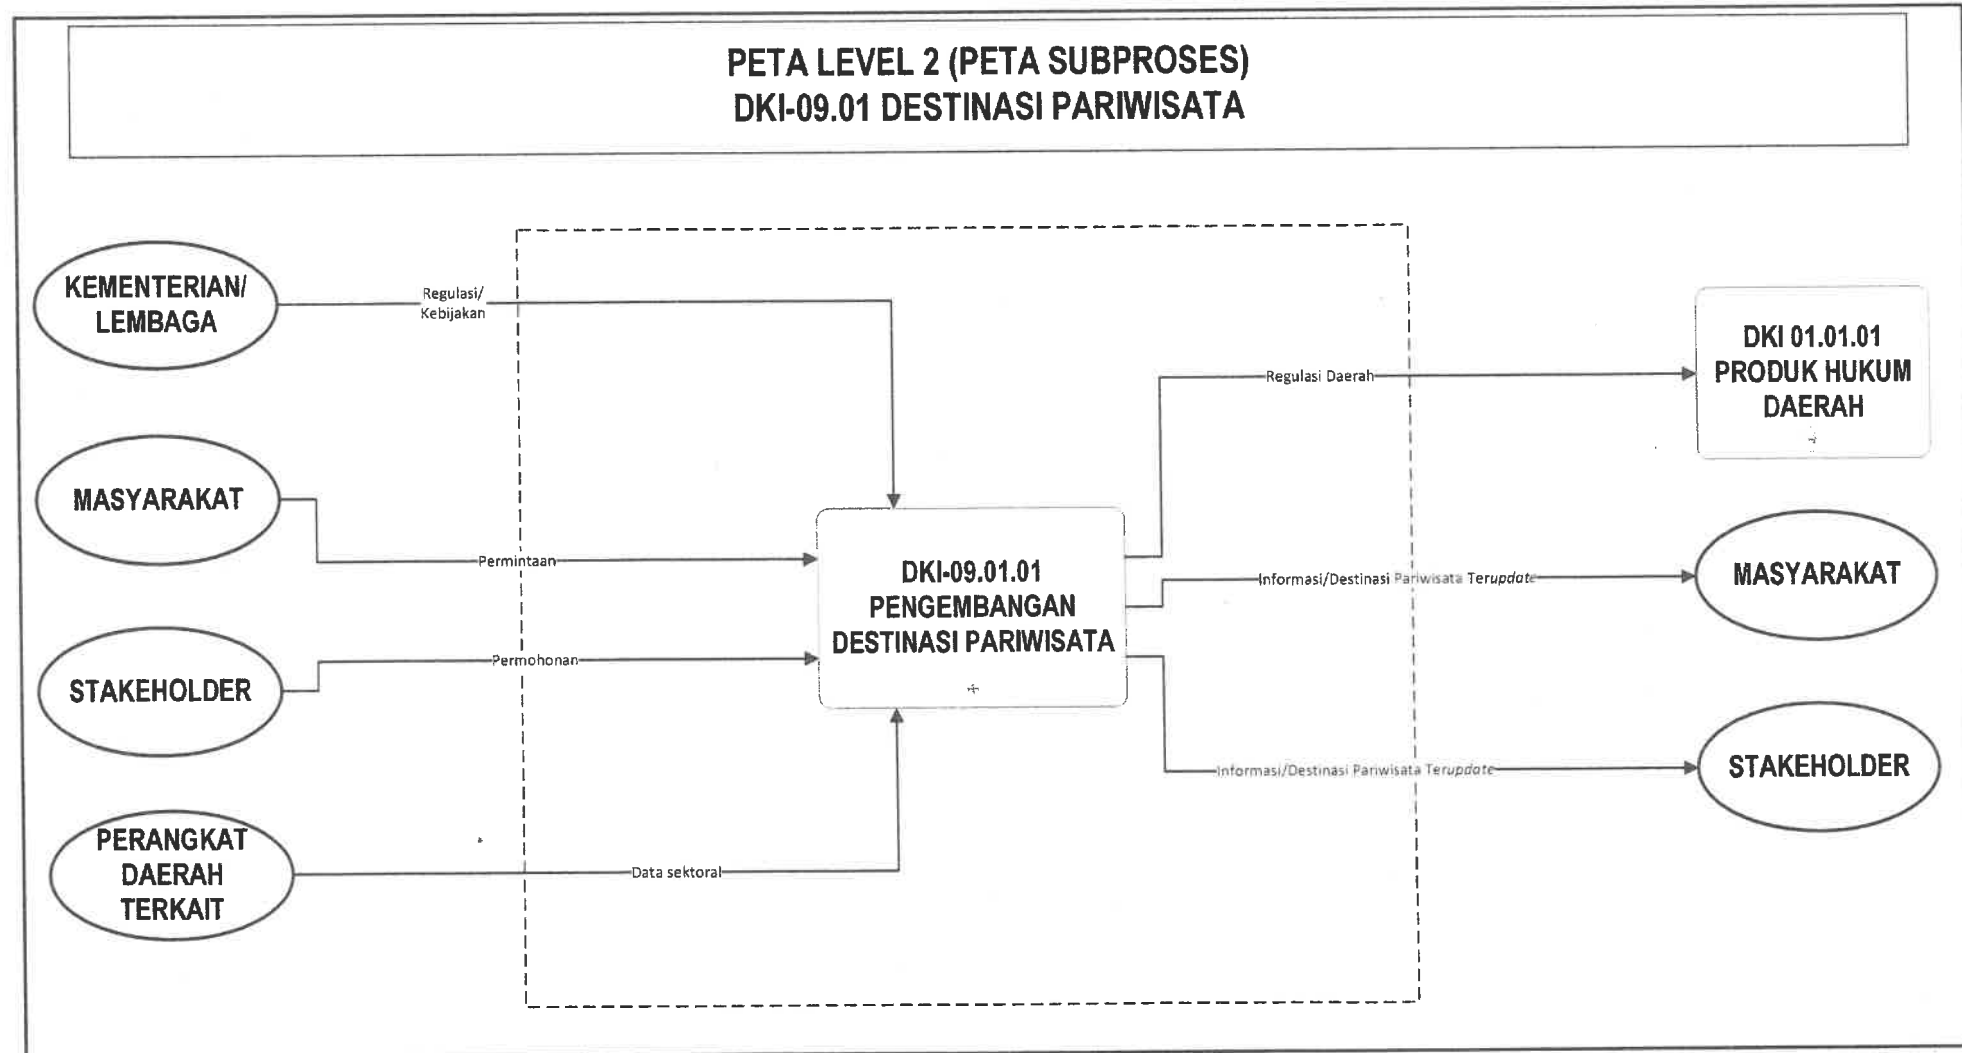 PETA LEVEL 2 (PETA SUBPROSES)
DKI-09.01 DESTINASI PARIWISATA
KEMENTERIAN/
LEMBAGA
Regulasi/
Kebijakan
DKI 01.01.01
PRODUK HUKUM
DAERAH
Regulasi Daerah
MASYARAKAT
Permintaan
DKI-09.01.01
PENGEMBANGAN
DESTINASI PARIWISATA
Informasi/Destinasi Pariwisata Terupdate
MASYARAKAT
STAKEHOLDER
Permohonan
Informasi/Destinasi Pariwisata Terupdate
STAKEHOLDER
PERANGKAT
DAERAH
TERKAIT
Data sektoral